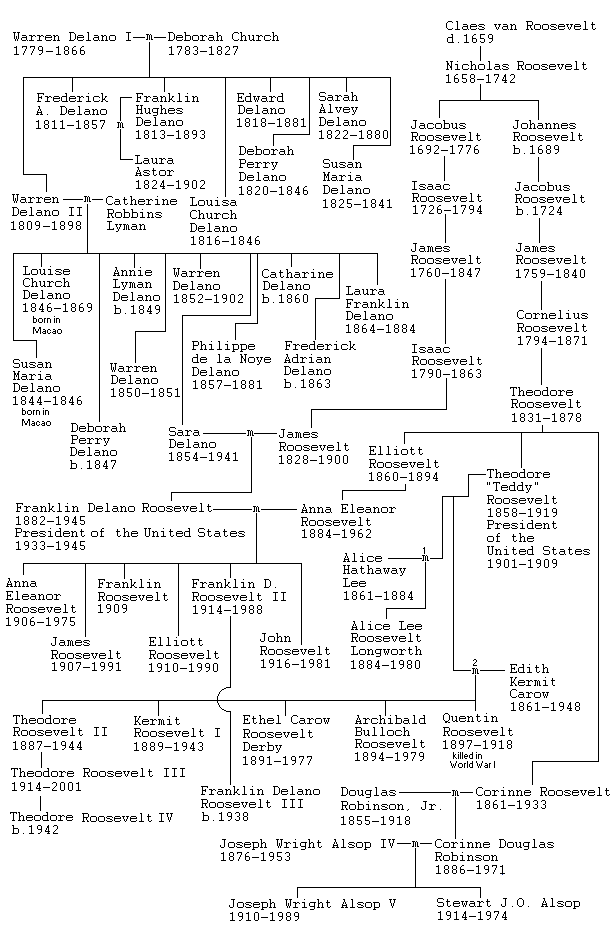 Warren Delano I—m—Deborah Church
1779-1866
1783-1827
Claes van Roosevelt
d.1659
Nicholas Roosevelt
1658-1742
Frederick
A. Delano
1811-1857
m
Franklin
Hughes
Delano
1813-1893
Laura
Astor
1824-1902
Edward
Delano
1818-1881
Sarah
Alvey
Delano
1822-1880
Deborah
Perry
Delano
1820-1846
Susan
Maria
Delano
1825-1841
Jacobus
Roosevelt
1692-1776
Johannes
Roosevelt
b.1689
Warren
Delano II
1809-1898
m
Catherine
Robbins
Lyman
Louisa
Church
Delano
1816-1846
Isaac
Roosevelt
1726-1794
Jacobus
Roosevelt
b.1724
James
Roosevelt
1760-1847
James
Roosevelt
1759-1840
Louise
Church
Delano
1846-1869
born in
Macao
Annie
Lyman
Delano
b.1849
Warren
Delano
1852-1902
Catharine
Delano
b.1860
Laura
Franklin
Delano
1864-1884
Cornelius
Roosevelt
1794-1871
Susan
Maria
Delano
1844-1846
born in
Macao
Warren
Delano
1850-1851
Philippe
de la Noye
Delano
1857-1881
Frederick
Adrian
Delano
b.1863
Isaac
Roosevelt
1790-1863
Theodore
Roosevelt
1831-1878
Deborah
Perry
Delano
b.1847
Sara
Delano
1854-1941
m
James
Roosevelt
1828-1900
Elliott
Roosevelt
1860-1894
Theodore
"Teddy"
Roosevelt
1858-1919
President
of the
United States
1901-1909
Franklin Delano Roosevelt
1882-1945
President of the United States
1933-1945
m
Anna Eleanor
Roosevelt
1884-1962
Alice
Hathaway
Lee
1861-1884
1
m
Anna
Eleanor
Roosevelt
1906-1975
Franklin
Roosevelt
1909
Franklin D.
Roosevelt II
1914-1988
James
Roosevelt
1907-1991
Elliott
Roosevelt
1910-1990
John
Roosevelt
1916-1981
Alice Lee
Roosevelt
Longworth
1884-1980
2
m
Edith
Kermit
Carow
1861-1948
Theodore
Roosevelt II
1887-1944
Kermit
Roosevelt I
1889-1943
Ethel Carow
Roosevelt
Derby
1891-1977
Archibald
Bulloch
Roosevelt
1894-1979
Quentin
Roosevelt
1897-1918
killed in
World War I
Theodore Roosevelt III
1914-2001
Theodore Roosevelt IV
b.1942
Franklin Delano
Roosevelt III
b.1938
Douglas
Robinson, Jr.
1855-1918
m
Corinne Roosevelt
1861-1933
Joseph Wright Alsop IV
1876-1953
m
Corinne Douglas
Robinson
1886-1971
Joseph Wright Alsop V
1910-1989
Stewart J.O. Alsop
1914-1974